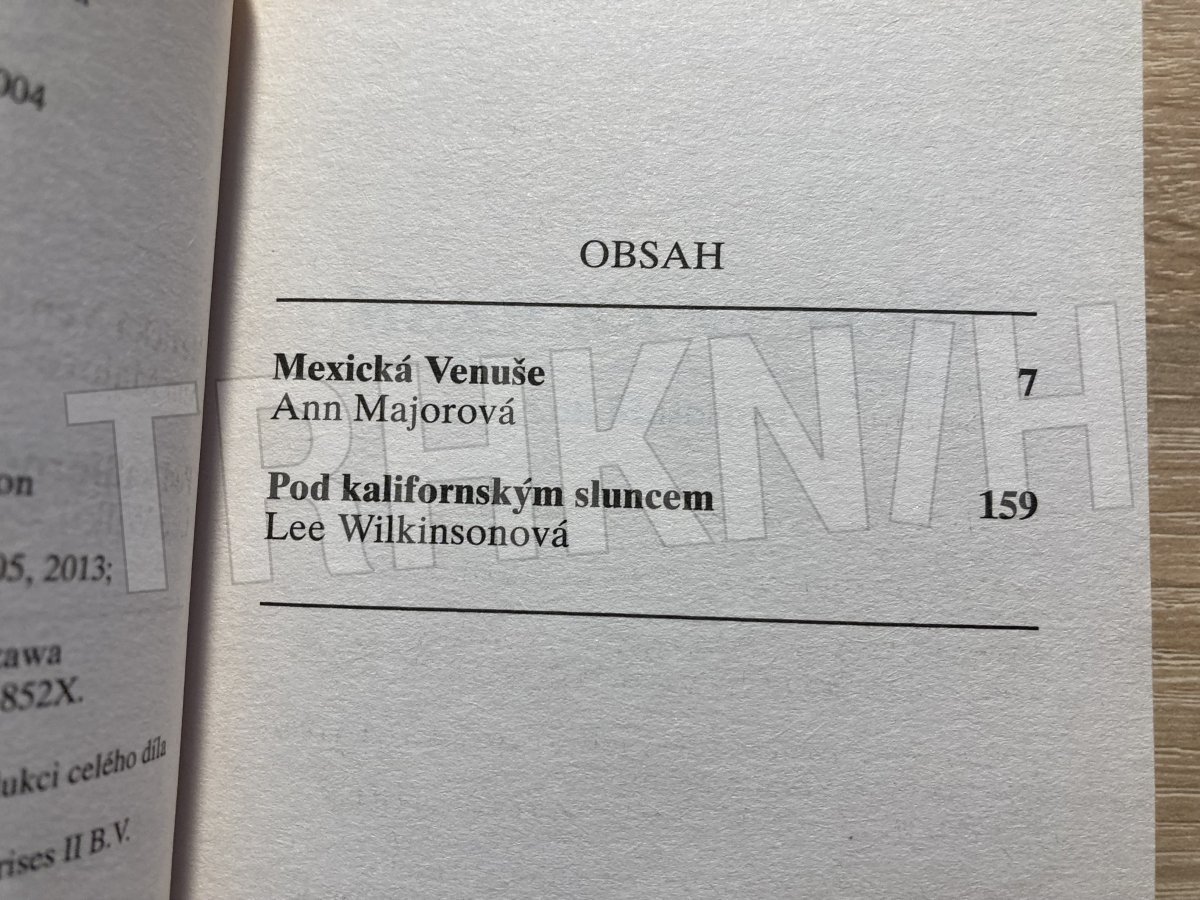 004
on
05, 2013;
awa
852X.
ukci celého díla
rises II B.V.
OBSAH
Mexická Venuše 7
Ann Majorová
Pod kalifornským sluncem 159
Lee Wilkinsonová
TRHKNIH